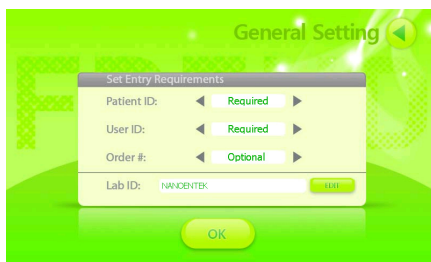 General Setting
Set Entry Requirements
Patient ID: Required
User ID: Required
Order #: Optional
Lab ID: NANOENTEK EDIT
OK